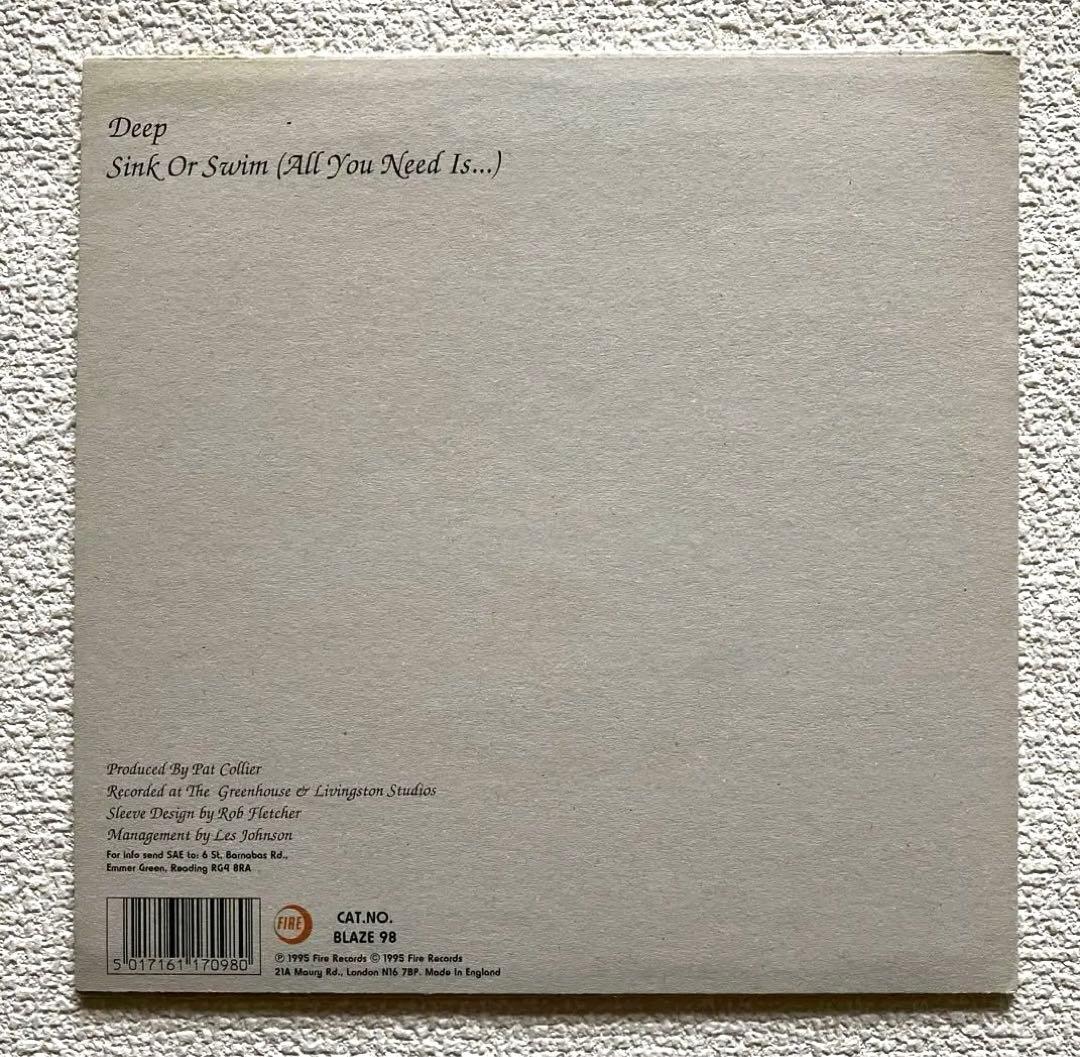 Deep
Sink Or Swim (All You Need Is...)
Produced By Pat Collier
Recorded at The Greenhouse & Livingston Studios
Sleeve Design by Rob Fletcher
Management by Les Johnson
For info send SAE to: 6 St. Barnabas Rd.,
Emmer Green, Reading RG4 8RA
5 017161 170980
FIRE
CAT.NO.
BLAZE 98
℗ 1995 Fire Records © 1995 Fire Records
21A Maury Rd., London N16 7BP. Made In England